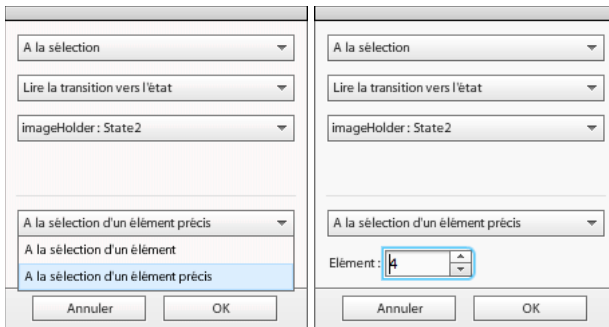 A la sélection
Lire la transition vers l'état
imageHolder : State2
A la sélection d'un élément précis
A la sélection d'un élément
A la sélection d'un élément précis
Annuler OK
A la sélection
Lire la transition vers l'état
imageHolder : State2
A la sélection d'un élément précis
Elément : 4
Annuler OK